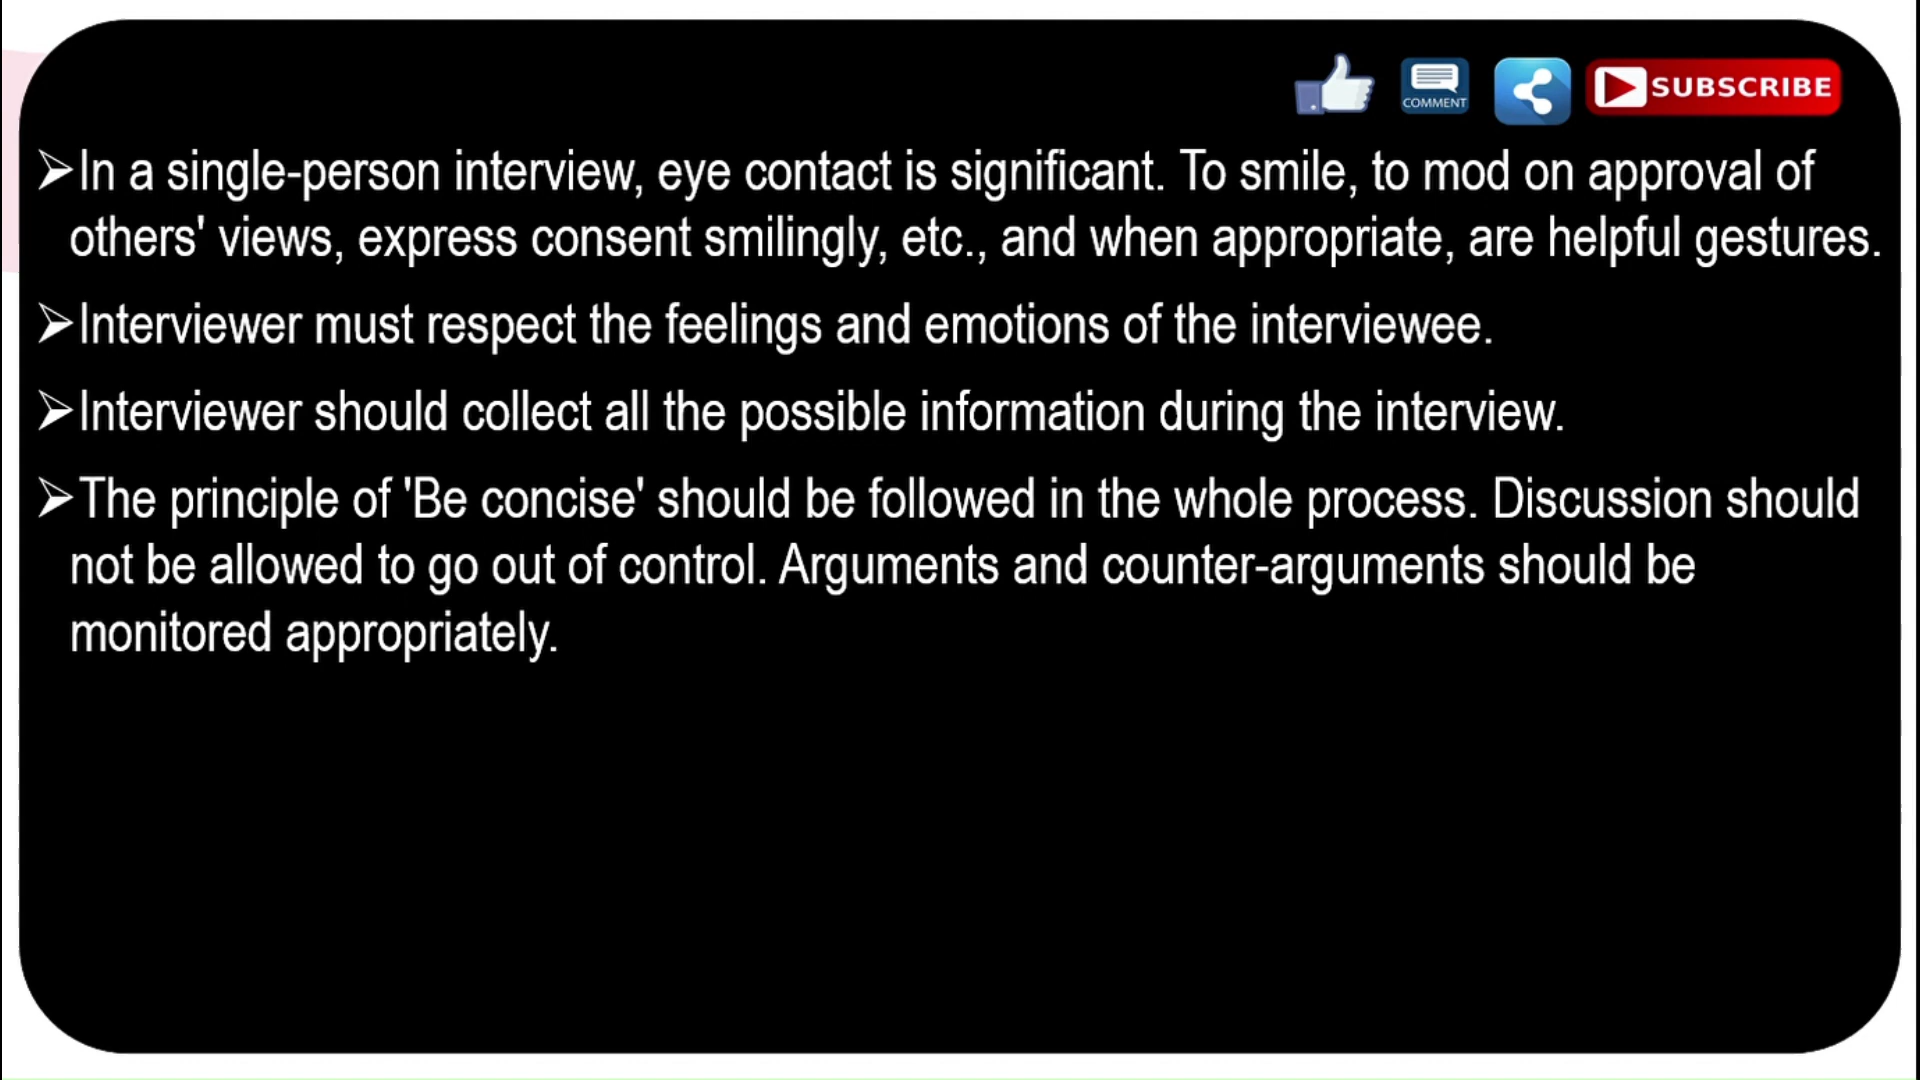 COMMENT
SUBSCRIBE
➢In a single-person interview, eye contact is significant. To smile, to mod on approval of
others' views, express consent smilingly, etc., and when appropriate, are helpful gestures.
➢Interviewer must respect the feelings and emotions of the interviewee.
➢Interviewer should collect all the possible information during the interview.
➢The principle of 'Be concise' should be followed in the whole process. Discussion should
not be allowed to go out of control. Arguments and counter-arguments should be
monitored appropriately.